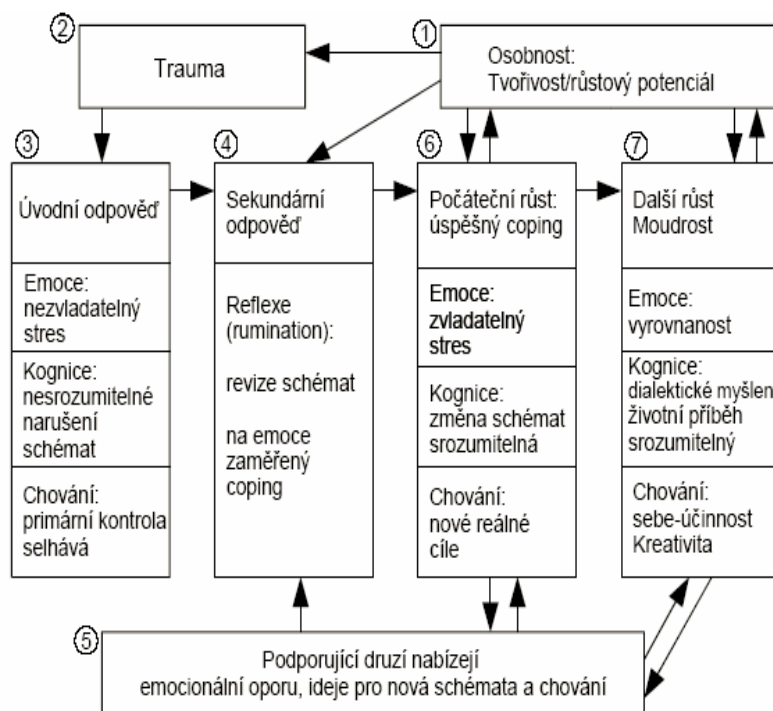 ②
Trauma
①
Osobnost:
Tvořivost/růstový potenciál
③
Úvodní odpověď
Emoce:
nezvladatelný
stres
Kognice:
nesrozumitelné
narušení
schémat
Chování:
primární kontrola
selhává
④
Sekundární
odpověď
Reflexe
(rumination):
revize schémat
na emoce
zaměřený
coping
⑥
Počáteční růst:
úspěšný coping
Emoce:
zvladatelný
stres
Kognice:
změna schémat
srozumitelná
Chování:
nové reálné
cíle
⑦
Další růst
Moudrost
Emoce:
vyrovnanost
Kognice:
dialektické myšlen
životní příběh
srozumitelný
Chování:
sebe-účinnost
Kreativita
⑤
Podporující druzí nabízejí
emocionální oporu, ideje pro nová schémata a chování